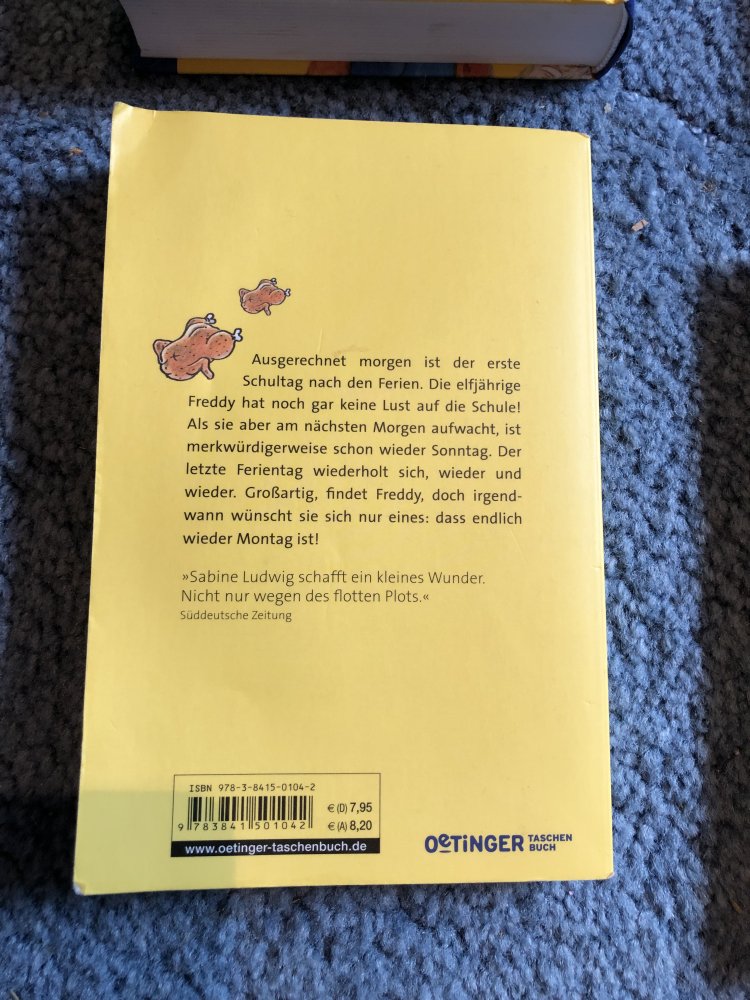 Ausgerechnet morgen ist der erste
Schultag nach den Ferien. Die elfjährige
Freddy hat noch gar keine Lust auf die Schule!
Als sie aber am nächsten Morgen aufwacht, ist
merkwürdigerweise schon wieder Sonntag. Der
letzte Ferientag wiederholt sich, wieder und
wieder. Großartig, findet Freddy, doch irgend-
wann wünscht sie sich nur eines: dass endlich
wieder Montag ist!
»Sabine Ludwig schafft ein kleines Wunder.
Nicht nur wegen des flotten Plots.«
Süddeutsche Zeitung
ISBN 978-3-8415-0104-2
€ (D) 7,95
€ (A) 8,20
9 783841 501042
www.oetinger-taschenbuch.de
OETINGER TASCHEN
BUCH